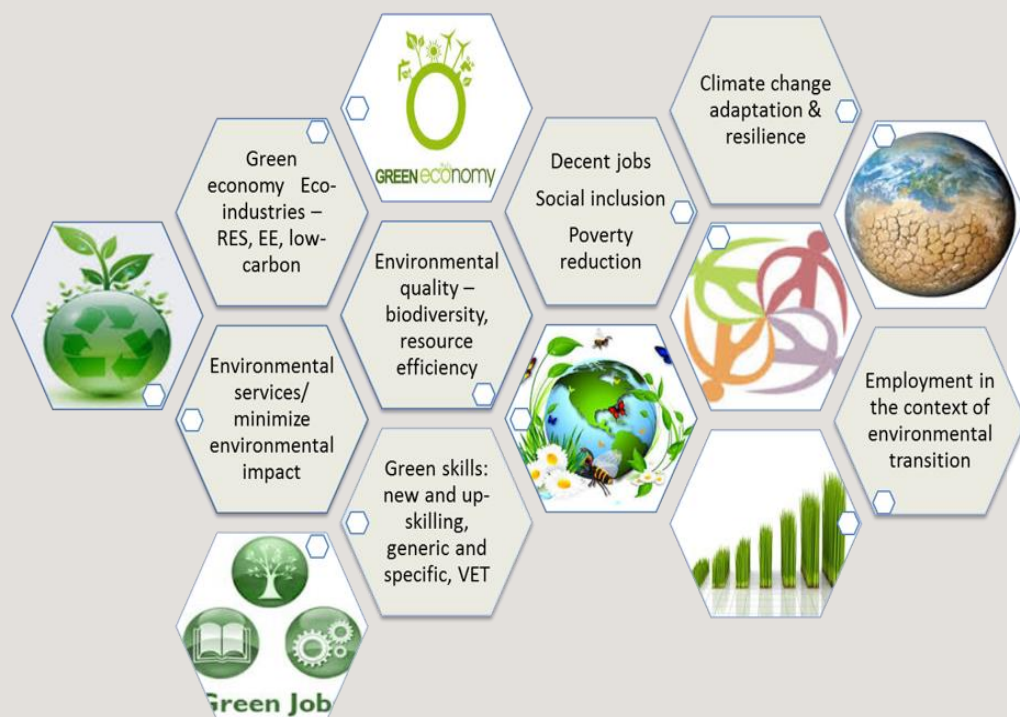 GREEN economy
Climate change
adaptation &
resilience
Green
economy Eco-
industries –
RES, EE, low-
carbon
Decent jobs
Social inclusion
Poverty
reduction
Environmental
quality –
biodiversity,
resource
efficiency
Environmental
services/
minimize
environmental
impact
Employment in
the context of
environmental
transition
Green skills:
new and up-
skilling,
generic and
specific, VET
Green Job